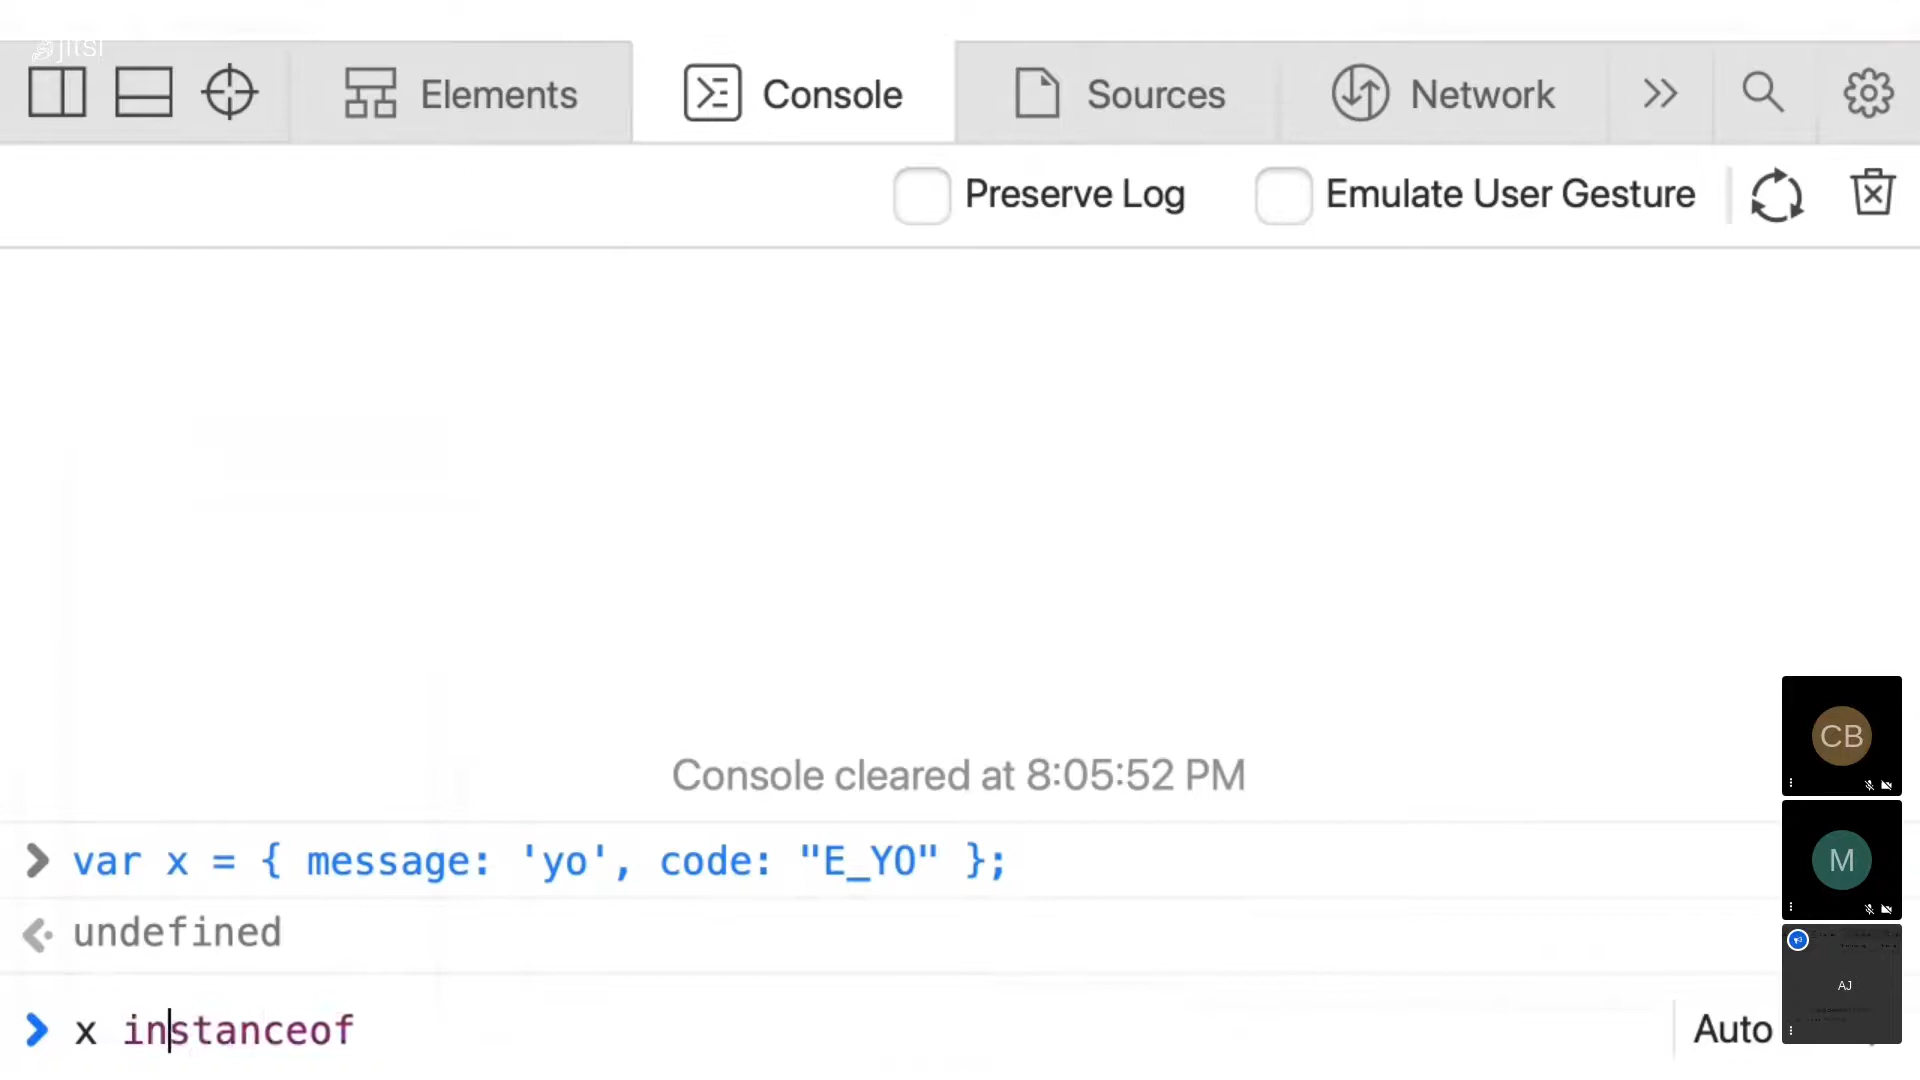 jitsi
Elements
Console
Sources
Network
Preserve Log
Emulate User Gesture
Console cleared at 8:05:52 PM
var x = { message: 'yo', code: "E_YO" };
undefined
x instanceof
Auto
CB
M
AJ